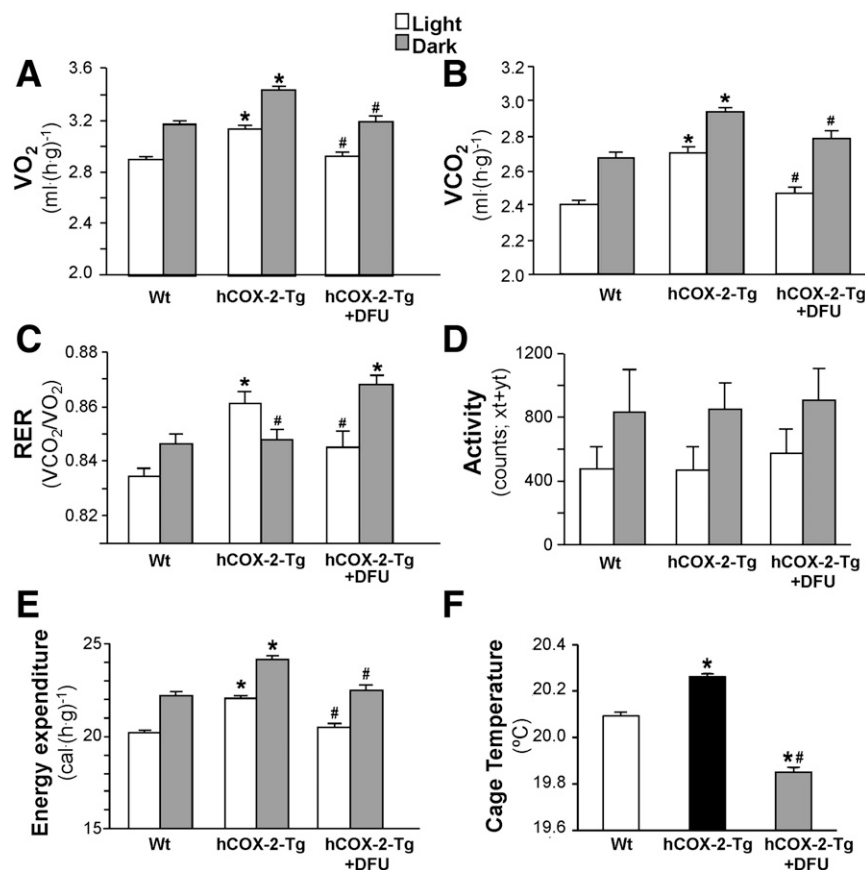 Light
Dark
A
VO2
(ml·(h·g)-1
3.6
3.2
2.8
2.4
2.0
*
*
#
#
Wt
hCOX-2-Tg
hCOX-2-Tg
+DFU
B
VCO2
(ml·(h·g)-1
3.2
3.0
2.8
2.6
2.4
2.2
2.0
*
*
#
#
Wt
hCOX-2-Tg
hCOX-2-Tg
+DFU
C
RER
(VCO2/VO2)
0.88
0.86
0.84
0.82
*
#
#
*
Wt
hCOX-2-Tg
hCOX-2-Tg
+DFU
D
Activity
(counts; xt+yt)
1200
800
400
0
Wt
hCOX-2-Tg
hCOX-2-Tg
+DFU
E
Energy expenditure
(cal·(h·g)-1
25
20
15
*
*
#
#
Wt
hCOX-2-Tg
hCOX-2-Tg
+DFU
F
Cage Temperature
(ºC)
20.4
20.2
20.0
19.8
19.6
*
*#
Wt
hCOX-2-Tg
hCOX-2-Tg
+DFU